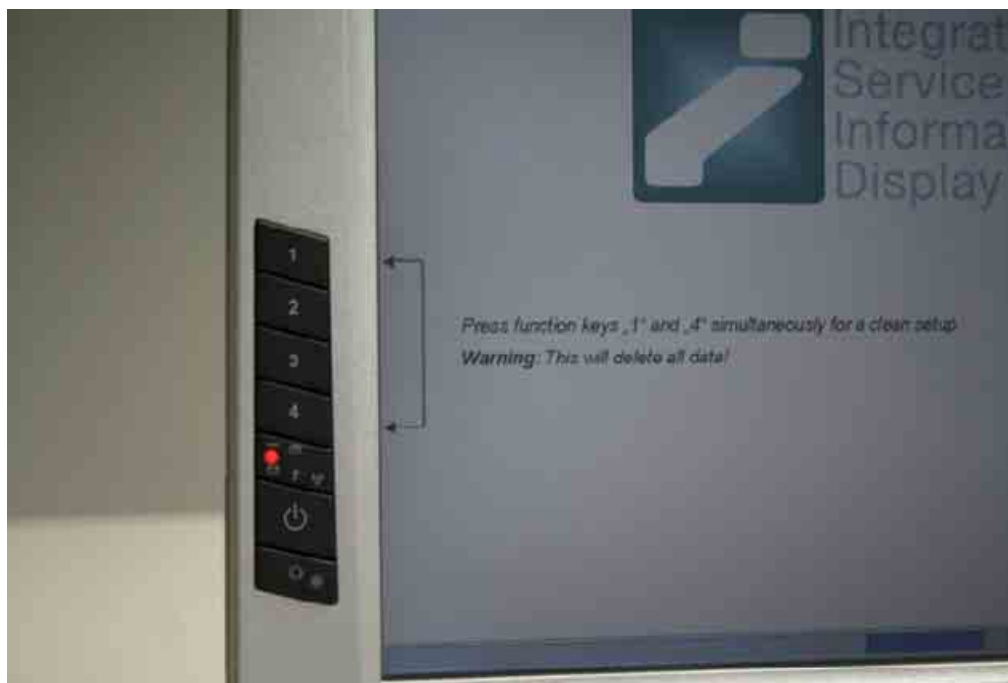 Integrat
Service
Informa
Display
1
2
3
4
Press function keys „1“ and „4“ simultaneously for a clean setup
Warning: This will delete all data!